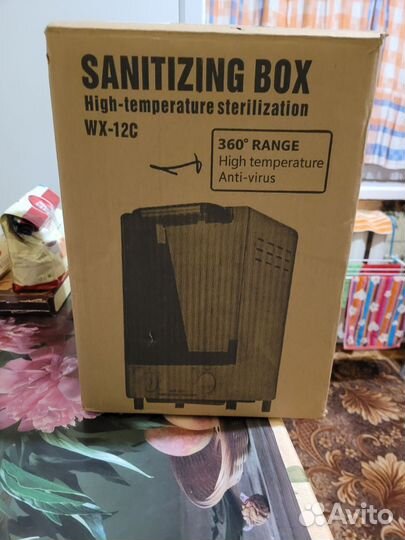 SANITIZING BOX
High-temperature sterilization
WX-12C
360° RANGE
High temperature
Anti-virus
Avito